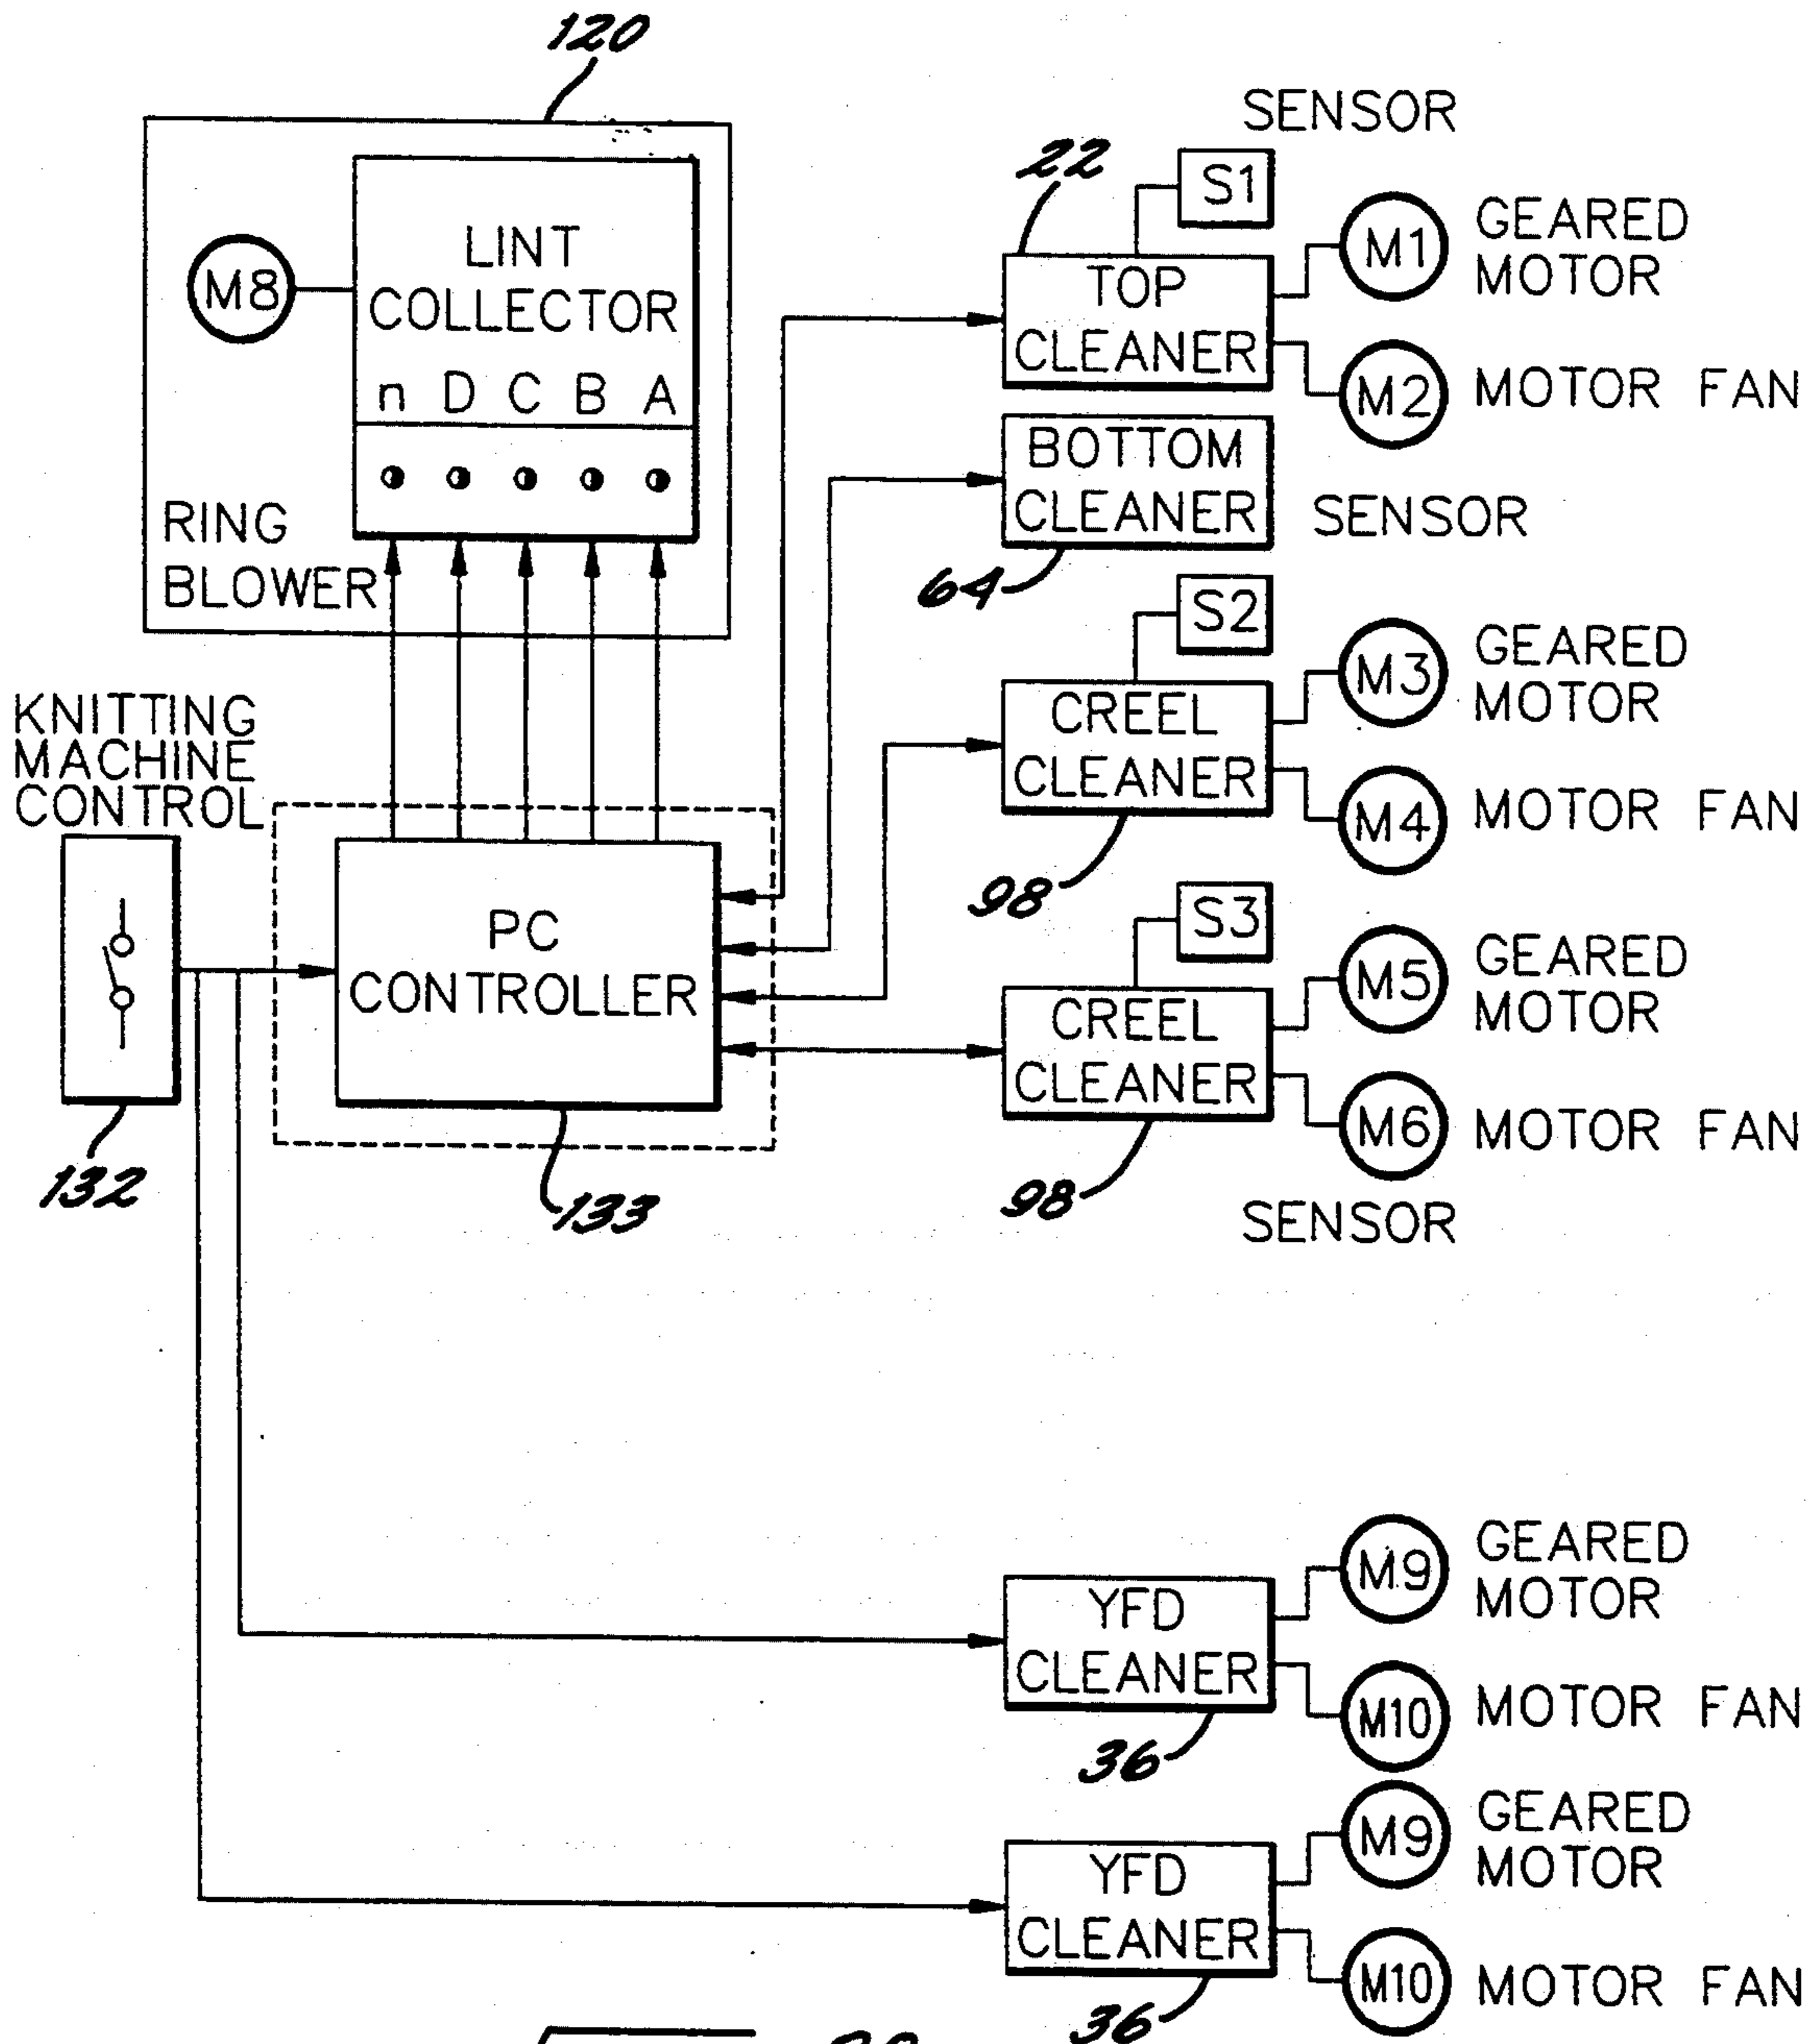 120
SENSOR
22
S1
M1
GEARED
MOTOR
TOP
CLEANER
M2
MOTOR FAN
M8
LINT
COLLECTOR
n D C B A
RING
BLOWER
BOTTOM
CLEANER
SENSOR
64
S2
M3
GEARED
MOTOR
CREEL
CLEANER
M4
MOTOR FAN
98
KNITTING
MACHINE
CONTROL
132
PC
CONTROLLER
133
S3
M5
GEARED
MOTOR
CREEL
CLEANER
M6
MOTOR FAN
98
SENSOR
M9
GEARED
MOTOR
YFD
CLEANER
M10
MOTOR FAN
36
M9
GEARED
MOTOR
YFD
CLEANER
M10
MOTOR FAN
36